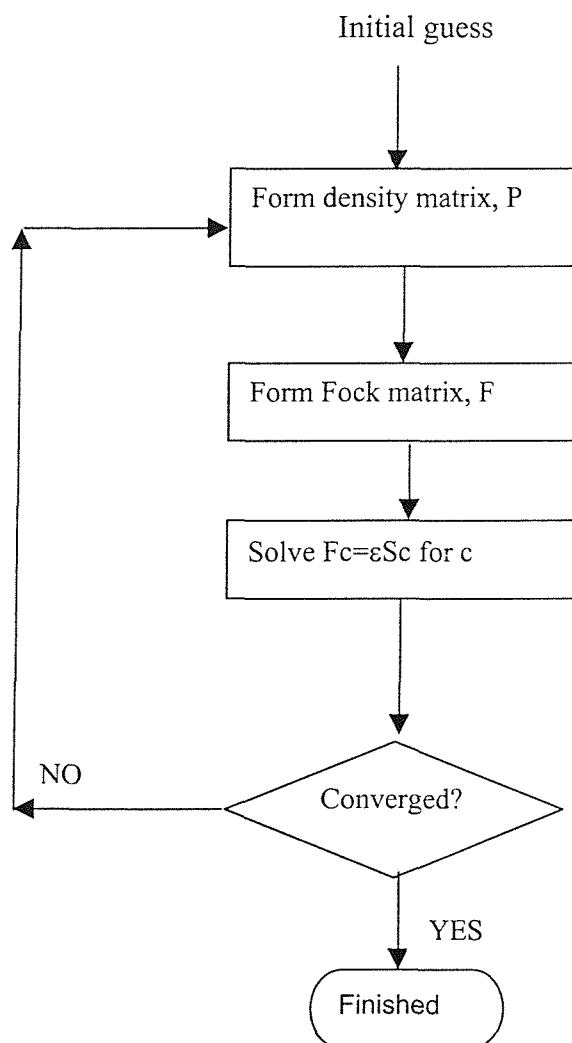 Initial guess
Form density matrix, P
Form Fock matrix, F
Solve Fc=εSc for c
Converged?
NO
YES
Finished